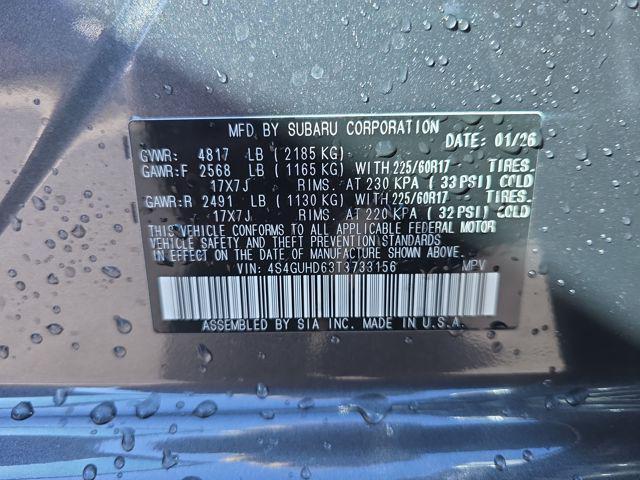 MFD BY SUBARU CORPORATION DATE: 01/26
GVWR: 4817 LB (2185 KG)
GAWR:F 2568 LB (1165 KG) WITH 225/60R17 TIRES.
17X7J RIMS. AT 230 KPA (33 PSI) COLD
GAWR:R 2491 LB (1130 KG) WITH 225/60R17 TIRES.
17X7J RIMS. AT 220 KPA (32 PSI) COLD
THIS VEHICLE CONFORMS TO ALL APPLICABLE FEDERAL MOTOR
VEHICLE SAFETY AND THEFT PREVENTION STANDARDS
IN EFFECT ON THE DATE OF MANUFACTURE SHOWN ABOVE.
VIN: 4S4GUHD63T3733156 MPV
ASSEMBLED BY SIA INC. MADE IN U.S.A.